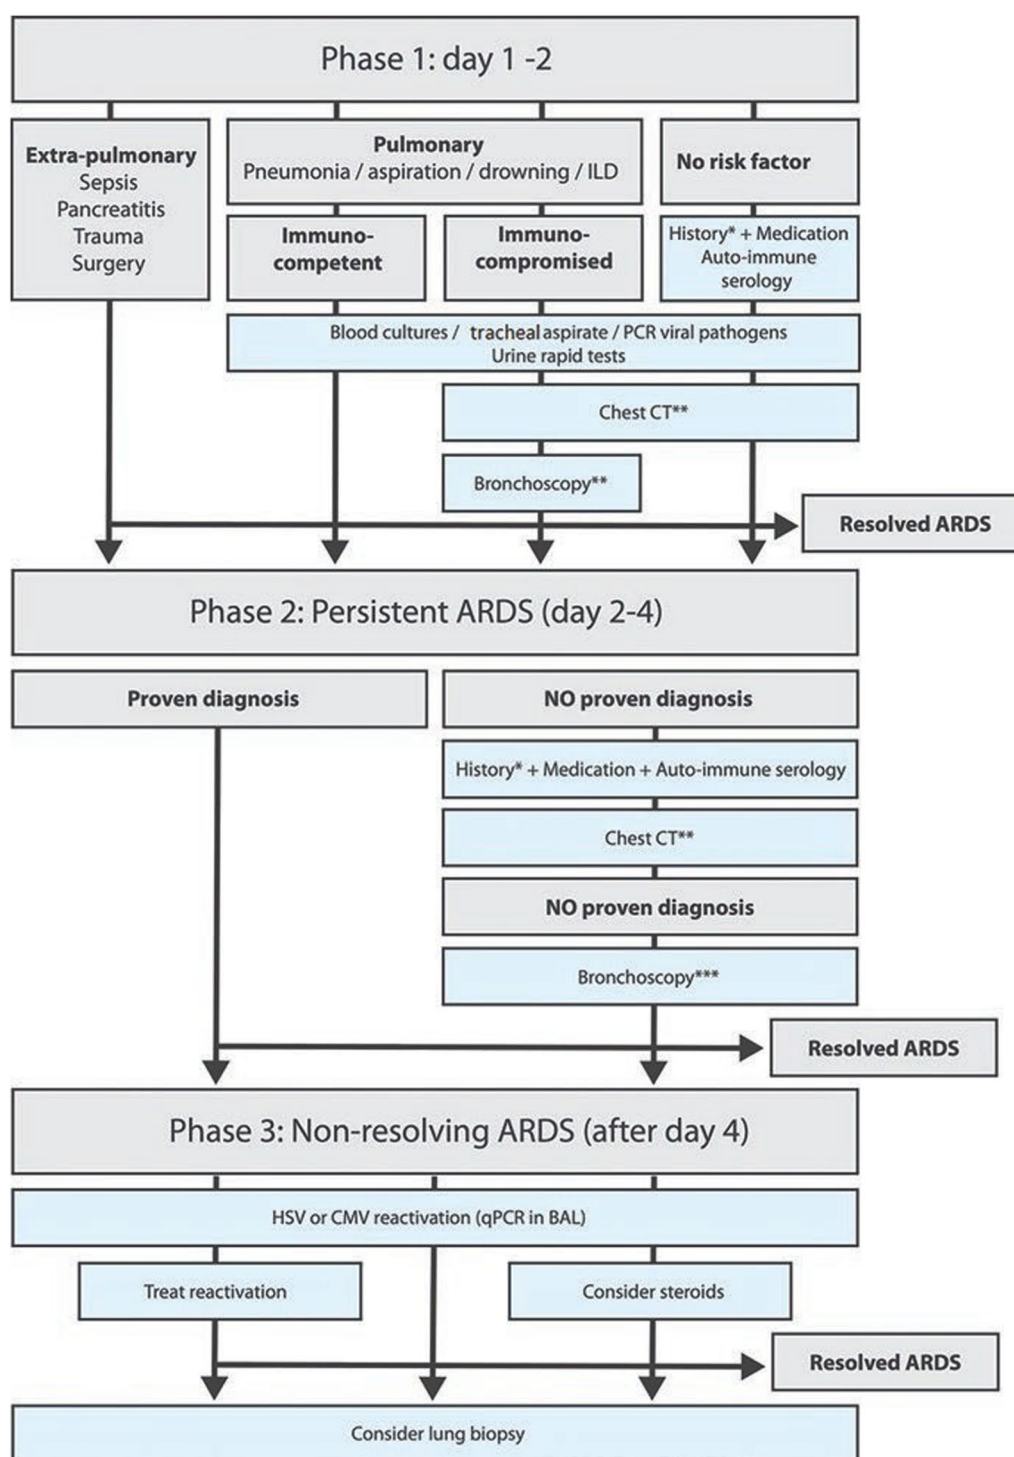 Phase 1: day 1 -2
Extra-pulmonary
Sepsis
Pancreatitis
Trauma
Surgery
Pulmonary
Pneumonia / aspiration / drowning / ILD
No risk factor
Immuno-
competent
Immuno-
compromised
History* + Medication
Auto-immune
serology
Blood cultures / tracheal aspirate / PCR viral pathogens
Urine rapid tests
Chest CT**
Bronchoscopy**
Resolved ARDS
Phase 2: Persistent ARDS (day 2-4)
Proven diagnosis
NO proven diagnosis
History* + Medication + Auto-immune serology
Chest CT**
NO proven diagnosis
Bronchoscopy***
Resolved ARDS
Phase 3: Non-resolving ARDS (after day 4)
HSV or CMV reactivation (qPCR in BAL)
Treat reactivation
Consider steroids
Resolved ARDS
Consider lung biopsy